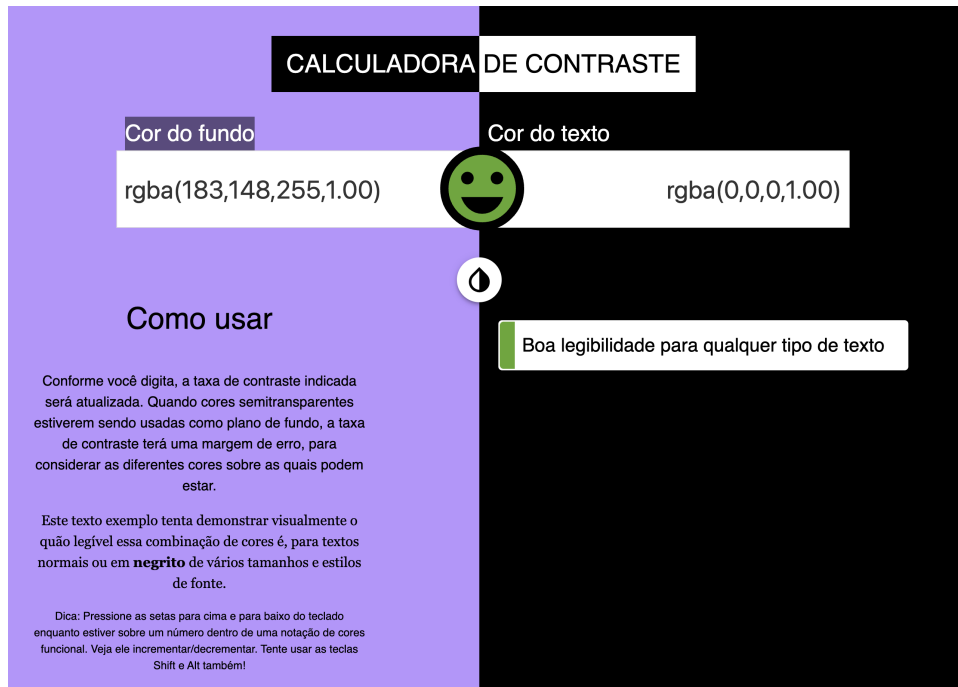 CALCULADORA DE CONTRASTE
Cor do fundo
Cor do texto
rgba(183,148,255,1.00)
rgba(0,0,0,1.00)
Como usar
Conforme você digita, a taxa de contraste indicada
será atualizada. Quando cores semitransparentes
estiverem sendo usadas como plano de fundo, a taxa
de contraste terá uma margem de erro, para
considerar as diferentes cores sobre as quais podem
estar.
Este texto exemplo tenta demonstrar visualmente o
quão legível essa combinação de cores é, para textos
normais ou em negrito de vários tamanhos e estilos
de fonte.
Dica: Pressione as setas para cima e para baixo do teclado
enquanto estiver sobre um número dentro de uma notação de cores
funcional. Veja ele incrementar/decrementar. Tente usar as teclas
Shift e Alt também!
Boa legibilidade para qualquer tipo de texto